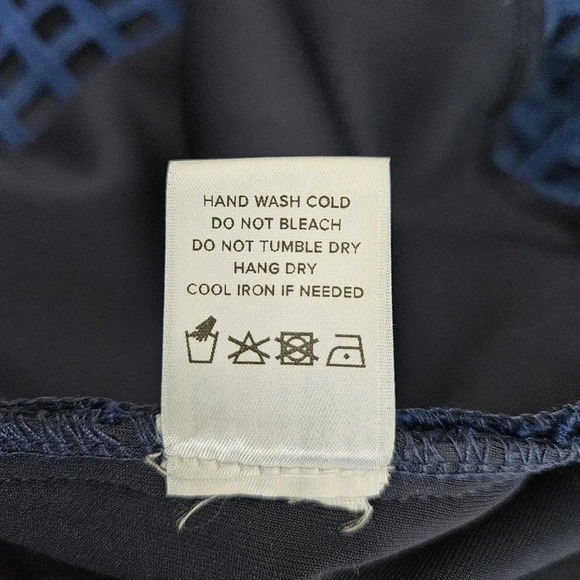 HAND WASH COLD
DO NOT BLEACH
DO NOT TUMBLE DRY
HANG DRY
COOL IRON IF NEEDED